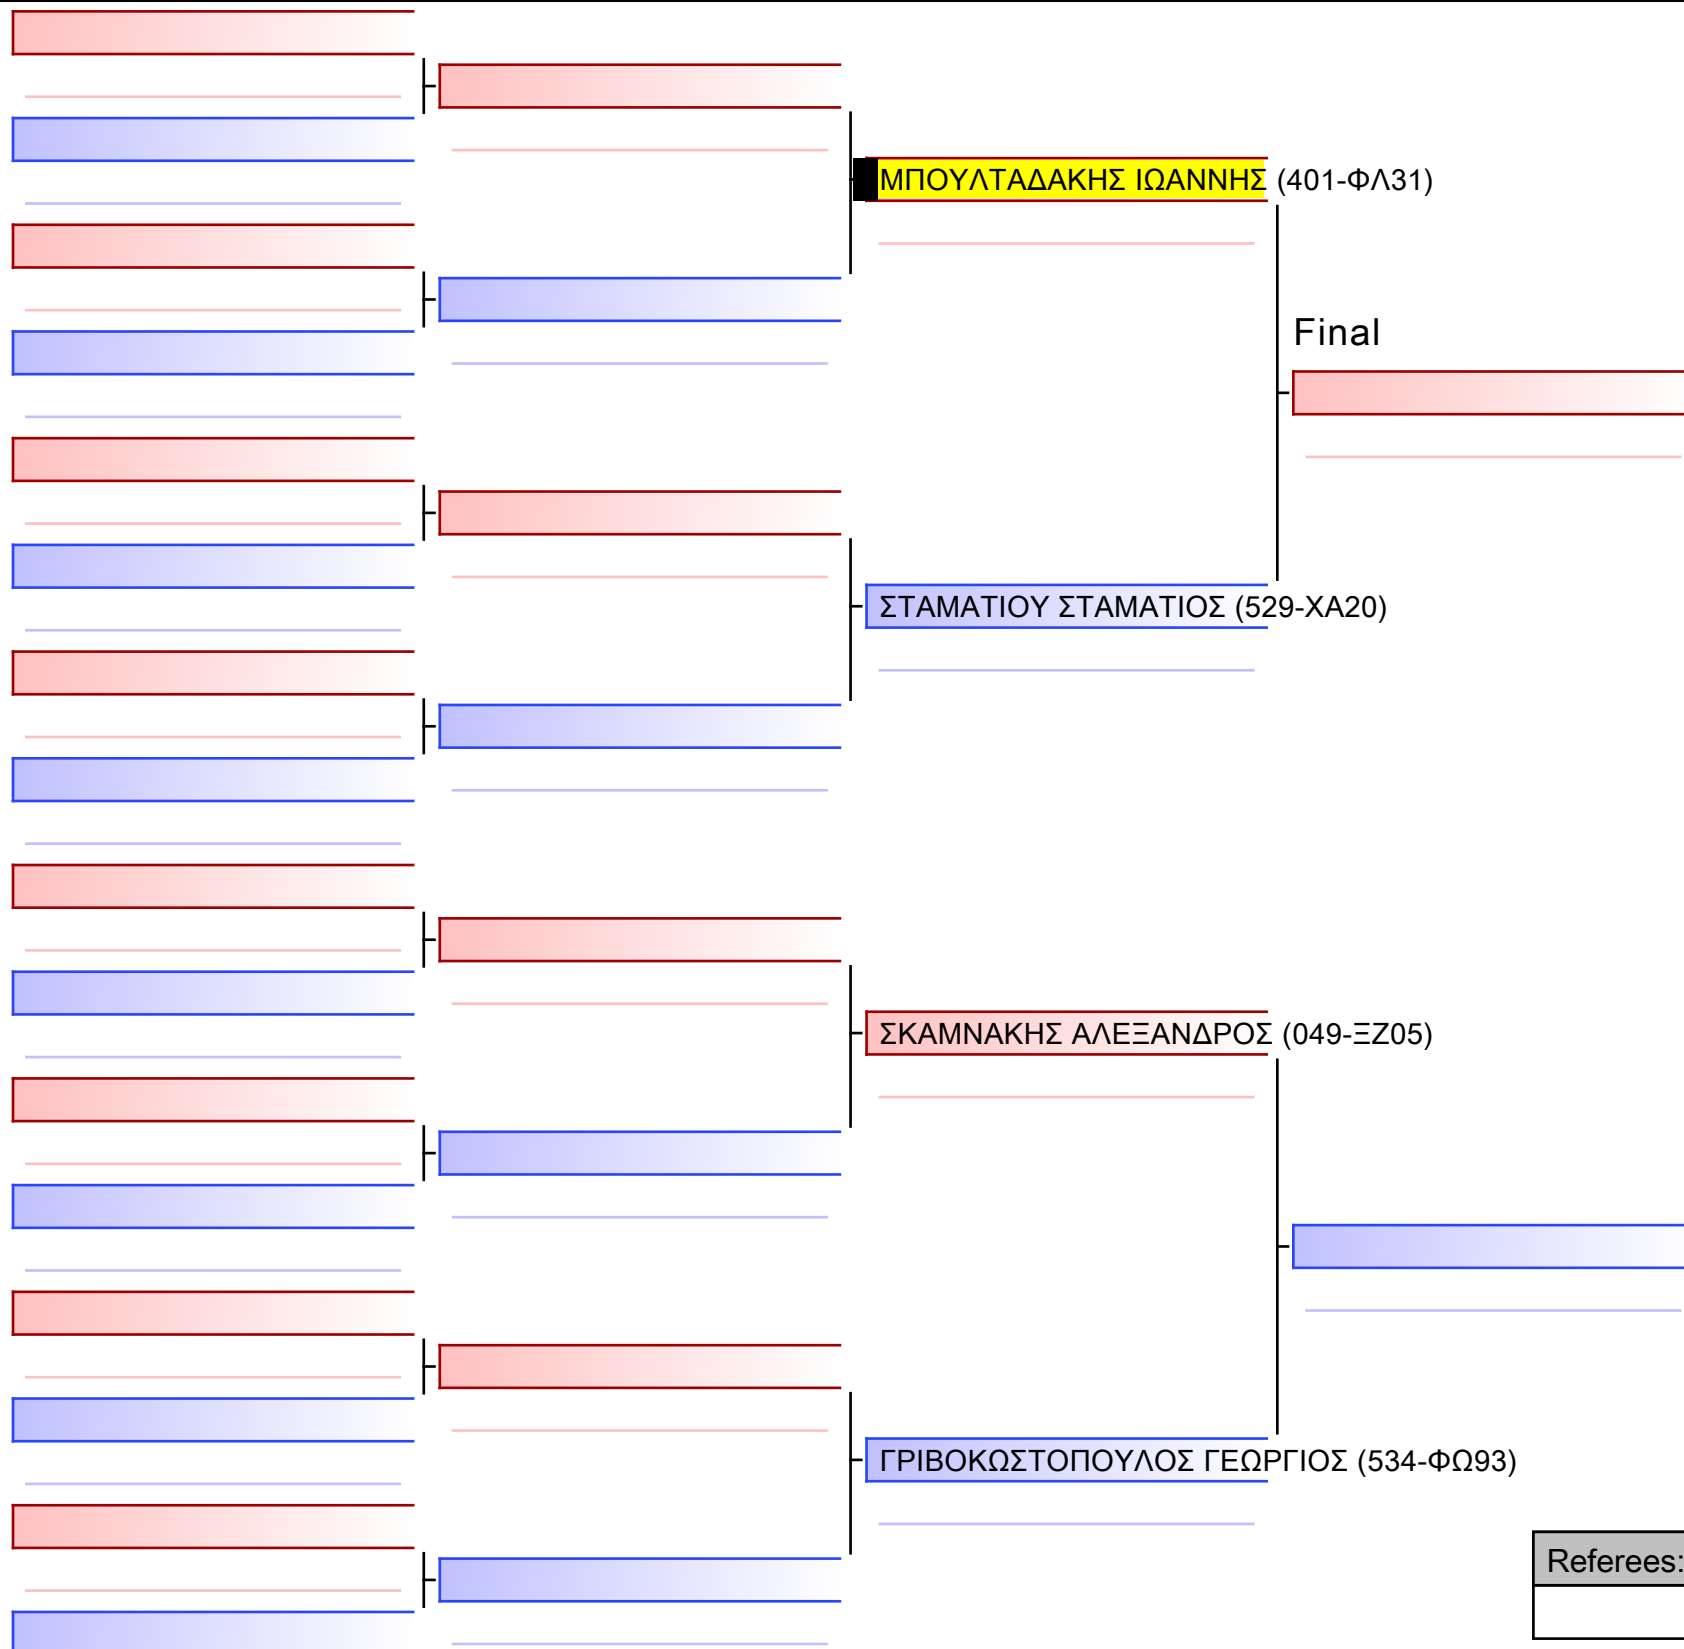 ΜΠΟΥΛΤΑΔΑΚΗΣ ΙΩΑΝΝΗΣ (401-ΦΛ31)
Final
ΣΤΑΜΑΤΙΟΥ ΣΤΑΜΑΤΙΟΣ (529-ΧΑ20)
ΣΚΑΜΝΑΚΗΣ ΑΛΕΞΑΝΔΡΟΣ (049-ΞΖ05)
ΓΡΙΒΟΚΩΣΤΟΠΟΥΛΟΣ ΓΕΩΡΓΙΟΣ (534-ΦΩ93)
Referees: